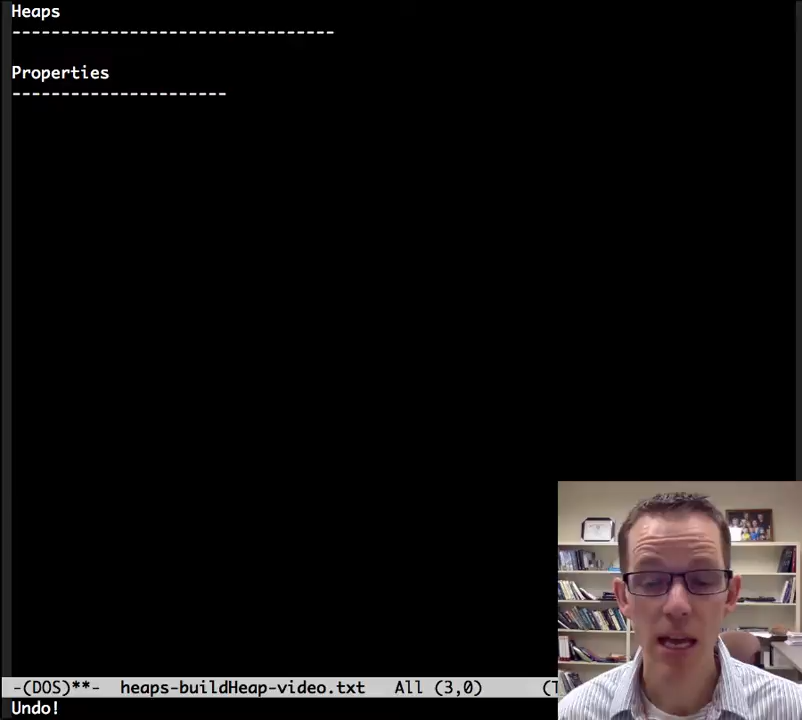 Heaps
---------------------------------
Properties
----------------------
-(DOS)**-  heaps-buildHeap-video.txt   All (3,0)      (T
Undo!